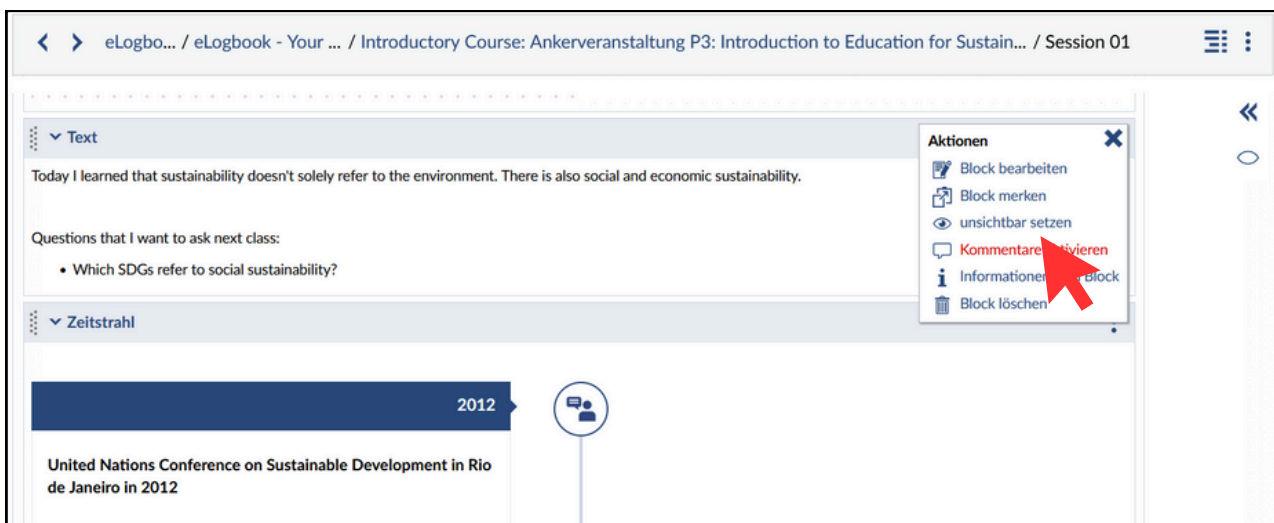 eLogbo... / eLogbook - Your ... / Introductory Course: Ankerveranstaltung P3: Introduction to Education for Sustain... / Session 01
Text
Today I learned that sustainability doesn't solely refer to the environment. There is also social and economic sustainability.
Questions that I want to ask next class:
• Which SDGs refer to social sustainability?
Aktionen
Block bearbeiten
Block merken
unsichtbar setzen
Kommentare
Informationen Block
Block löschen
Zeitstrahl
2012
United Nations Conference on Sustainable Development in Rio
de Janeiro in 2012